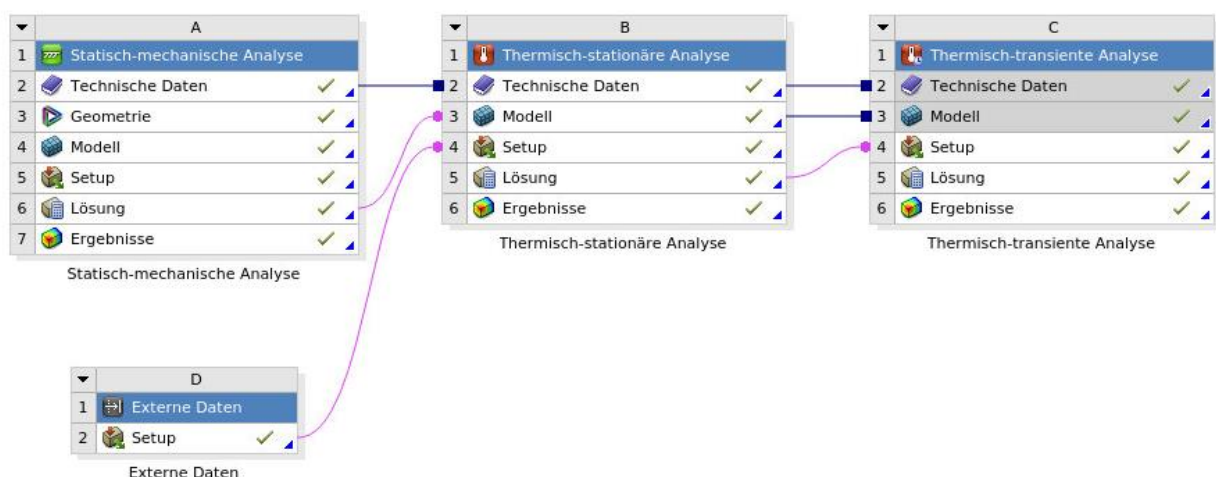 A
1 Statisch-mechanische Analyse
2 Technische Daten
3 Geometrie
4 Modell
5 Setup
6 Lösung
7 Ergebnisse
Statisch-mechanische Analyse
B
1 Thermisch-stationäre Analyse
2 Technische Daten
3 Modell
4 Setup
5 Lösung
6 Ergebnisse
Thermisch-stationäre Analyse
C
1 Thermisch-transiente Analyse
2 Technische Daten
3 Modell
4 Setup
5 Lösung
6 Ergebnisse
Thermisch-transiente Analyse
D
1 Externe Daten
2 Setup
Externe Daten